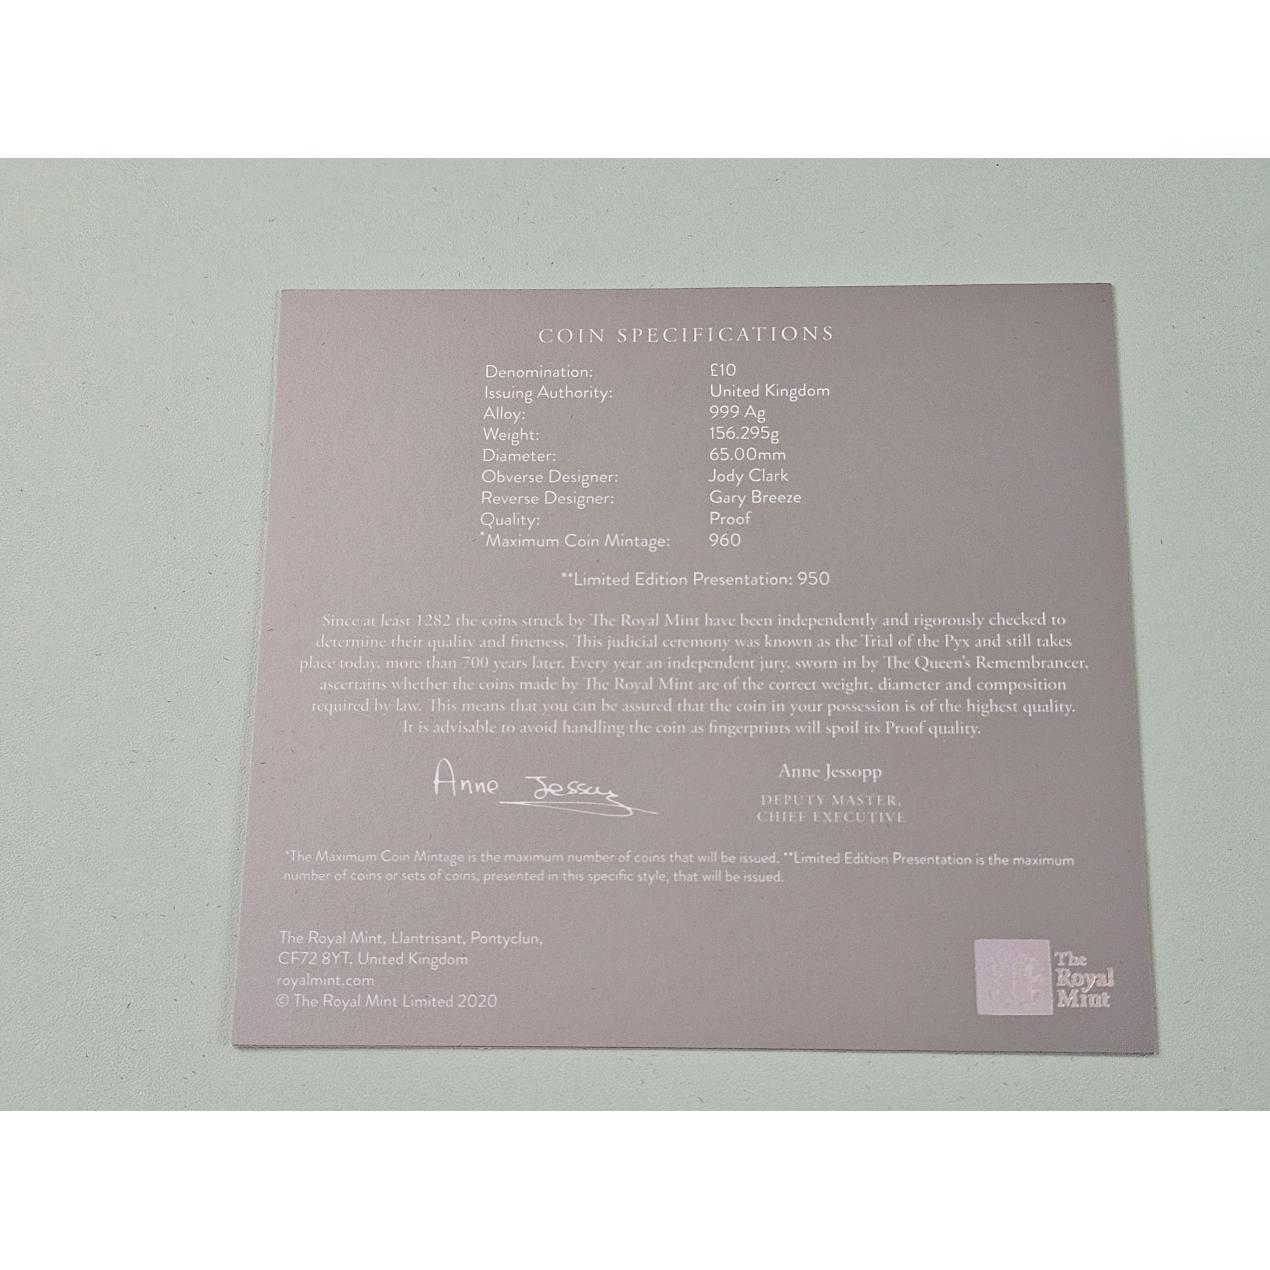 COIN SPECIFICATIONS
Denomination: £10
Issuing Authority: United Kingdom
Alloy: 999 Ag
Weight: 156.295g
Diameter: 65.00mm
Obverse Designer: Jody Clark
Reverse Designer: Gary Breeze
Quality: Proof
*Maximum Coin Mintage: 960
**Limited Edition Presentation: 950
Since at least 1282 the coins struck by The Royal Mint have been independently and rigorously checked to
determine their quality and fineness. This judicial ceremony was known as the Trial of the Pyx and still takes
place today, more than 700 years later. Every year an independent jury, sworn in by The Queen's Remembrancer,
ascertains whether the coins made by The Royal Mint are of the correct weight, diameter and composition
required by law. This means that you can be assured that the coin in your possession is of the highest quality.
It is advisable to avoid handling the coin as fingerprints will spoil its Proof quality.
Anne Jessopp
Anne Jessopp
DEPUTY MASTER,
CHIEF EXECUTIVE
*The Maximum Coin Mintage is the maximum number of coins that will be issued. **Limited Edition Presentation is the maximum
number of coins or sets of coins, presented in this specific style, that will be issued.
The Royal Mint, Llantrisant, Pontyclun,
CF72 8YT, United Kingdom
royalmint.com
© The Royal Mint Limited 2020
The
Royal
Mint